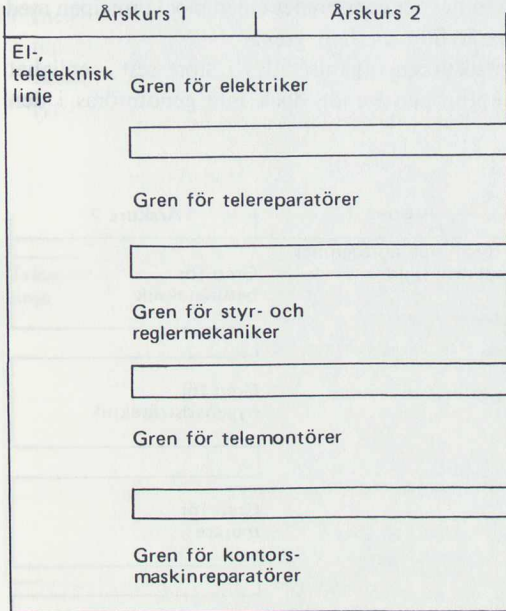 Årskurs 1 Årskurs 2
El-,
teleteknisk
linje
Gren för elektriker
Gren för telereparatörer
Gren för styr- och
reglermekaniker
Gren för telemontörer
Gren för kontors-
maskinreparatörer